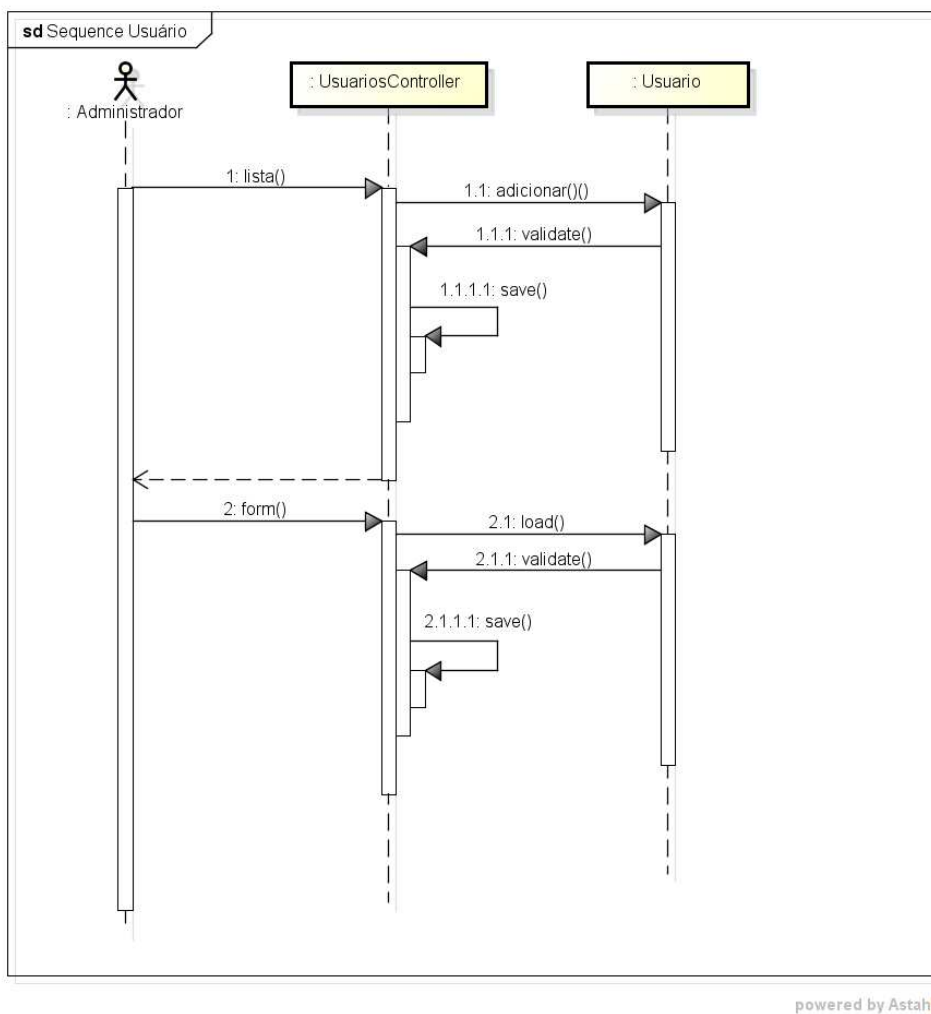 sd Sequence Usuário
: Administrador
: UsuariosController
: Usuario
1: lista()
1.1: adicionar()()
1.1.1: validate()
1.1.1.1: save()
2: form()
2.1: load()
2.1.1: validate()
2.1.1.1: save()
powered by Astah